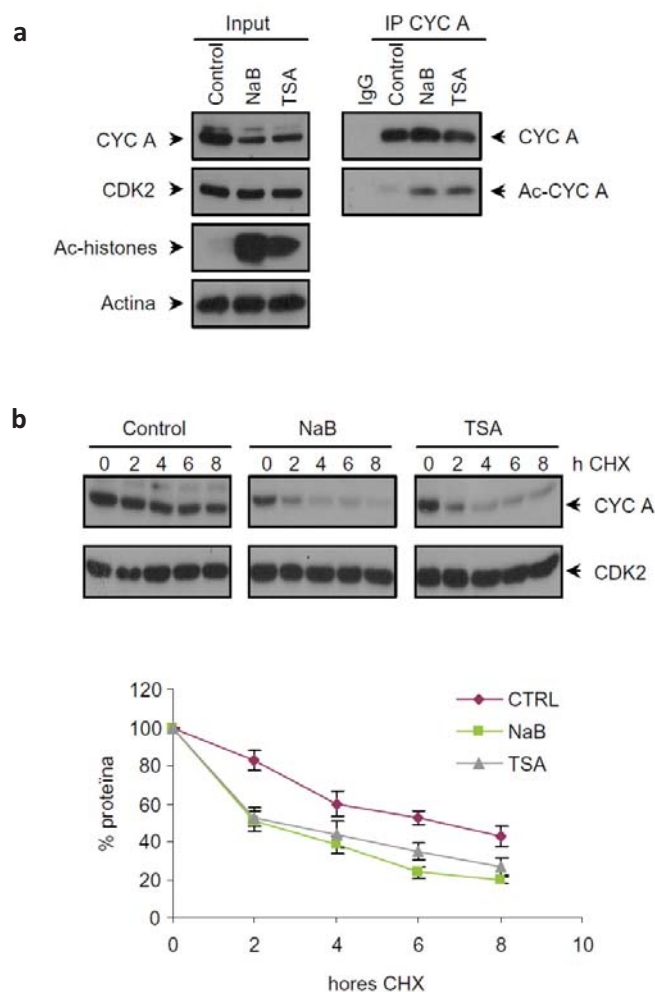 a
Input
IP CYC A
Control NaB TSA
IgG Control NaB TSA
CYC A
CYC A
CDK2
Ac-CYC A
Ac-histones
Actina
b
Control NaB TSA
0 2 4 6 8 0 2 4 6 8 0 2 4 6 8 h CHX
CYC A
CDK2
120
100
80
60
40
20
0
% proteïna
CTRL
NaB
TSA
0 2 4 6 8 10
hores CHX